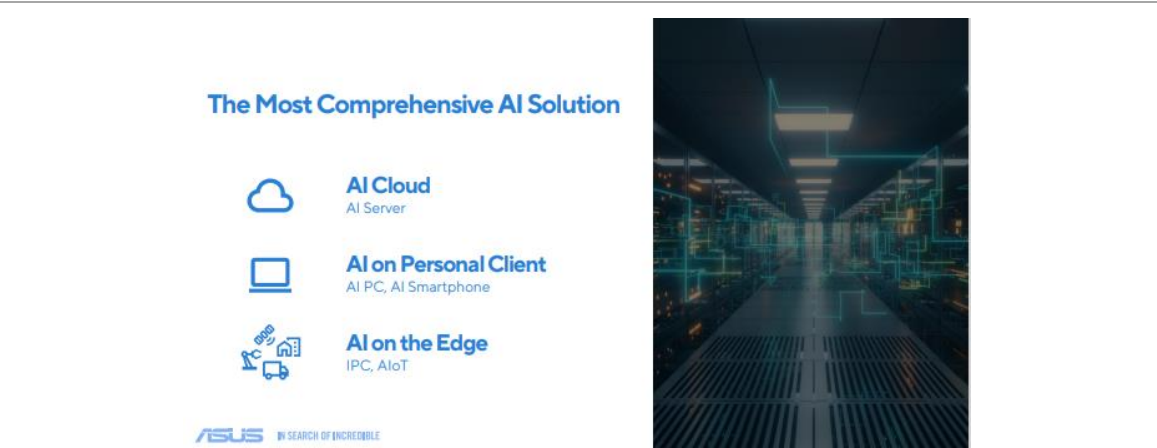 The Most Comprehensive AI Solution
AI Cloud
AI Server
AI on Personal Client
AI PC, AI Smartphone
AI on the Edge
IPC, AIoT
ASUS IN SEARCH OF INCREDIBLE